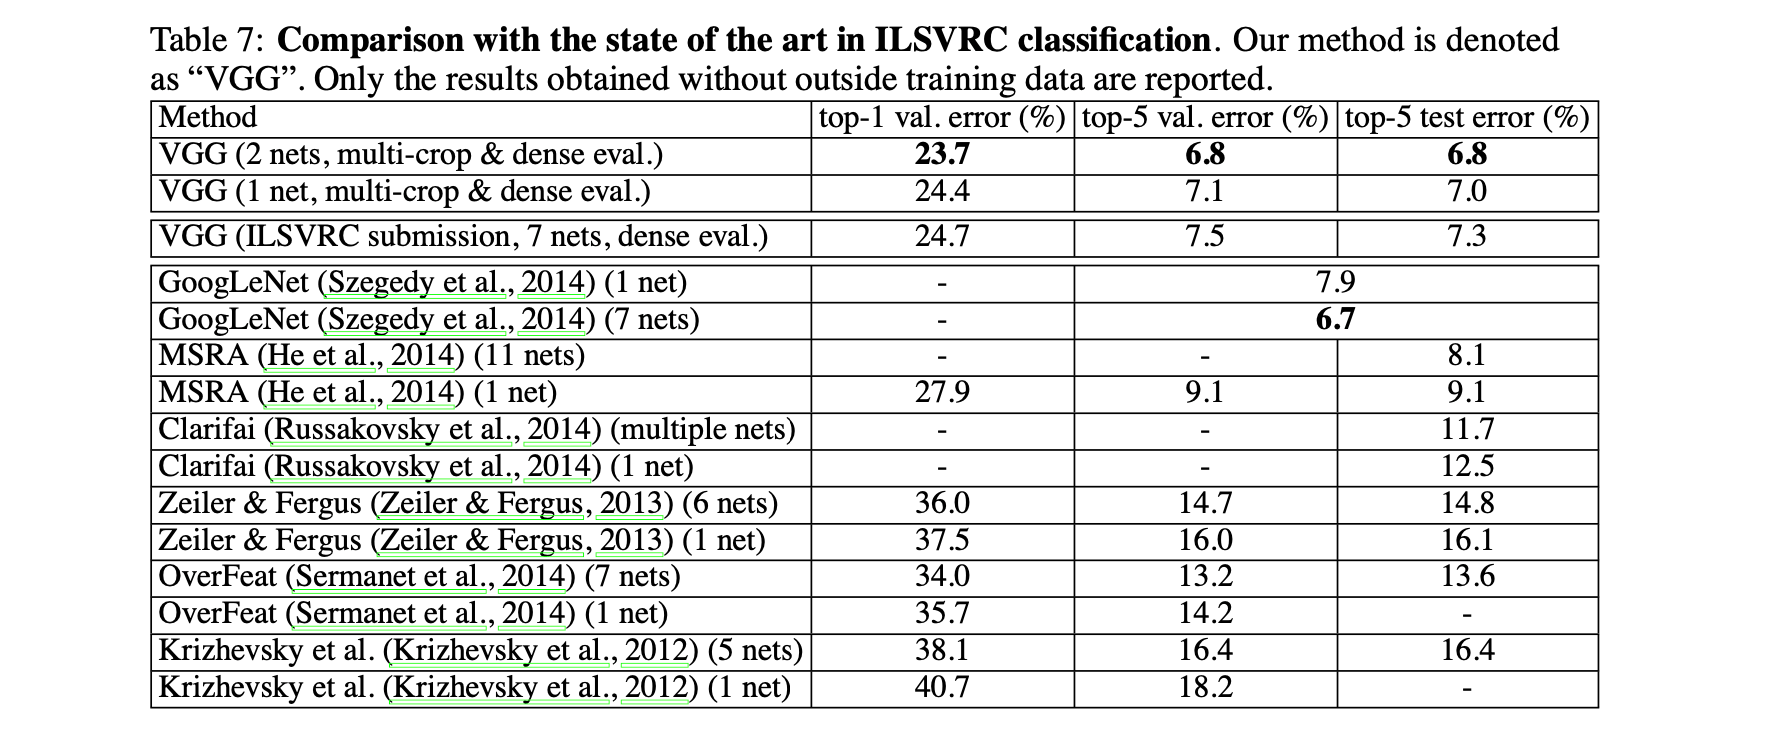 Table 7: Comparison with the state of the art in ILSVRC classification. Our method is denoted
as “VGG”. Only the results obtained without outside training data are reported.
Method top-1 val. error (%) top-5 val. error (%) top-5 test error (%)
VGG (2 nets, multi-crop & dense eval.) 23.7 6.8 6.8
VGG (1 net, multi-crop & dense eval.) 24.4 7.1 7.0
VGG (ILSVRC submission, 7 nets, dense eval.) 24.7 7.5 7.3
GoogLeNet (Szegedy et al., 2014) (1 net) - 7.9
GoogLeNet (Szegedy et al., 2014) (7 nets) - 6.7
MSRA (He et al., 2014) (11 nets) - - 8.1
MSRA (He et al., 2014) (1 net) 27.9 9.1 9.1
Clarifai (Russakovsky et al., 2014) (multiple nets) - - 11.7
Clarifai (Russakovsky et al., 2014) (1 net) - - 12.5
Zeiler & Fergus (Zeiler & Fergus, 2013) (6 nets) 36.0 14.7 14.8
Zeiler & Fergus (Zeiler & Fergus, 2013) (1 net) 37.5 16.0 16.1
OverFeat (Sermanet et al., 2014) (7 nets) 34.0 13.2 13.6
OverFeat (Sermanet et al., 2014) (1 net) 35.7 14.2 -
Krizhevsky et al. (Krizhevsky et al., 2012) (5 nets) 38.1 16.4 16.4
Krizhevsky et al. (Krizhevsky et al., 2012) (1 net) 40.7 18.2 -